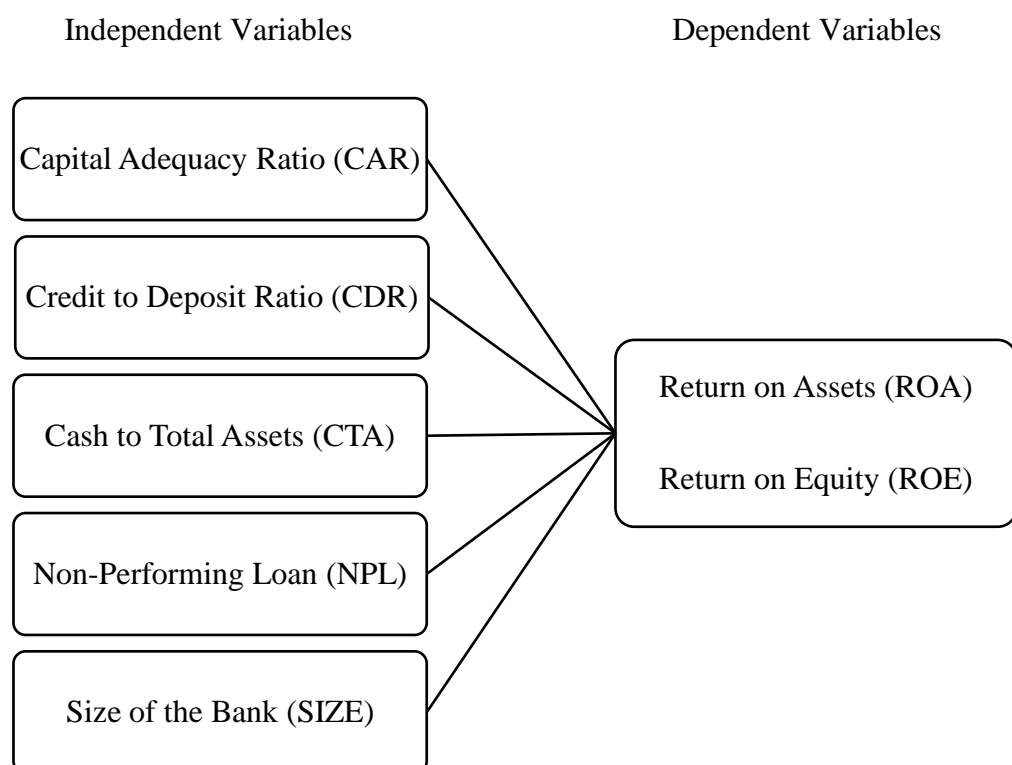 Independent Variables
Dependent Variables
Capital Adequacy Ratio (CAR)
Credit to Deposit Ratio (CDR)
Cash to Total Assets (CTA)
Non-Performing Loan (NPL)
Size of the Bank (SIZE)
Return on Assets (ROA)
Return on Equity (ROE)